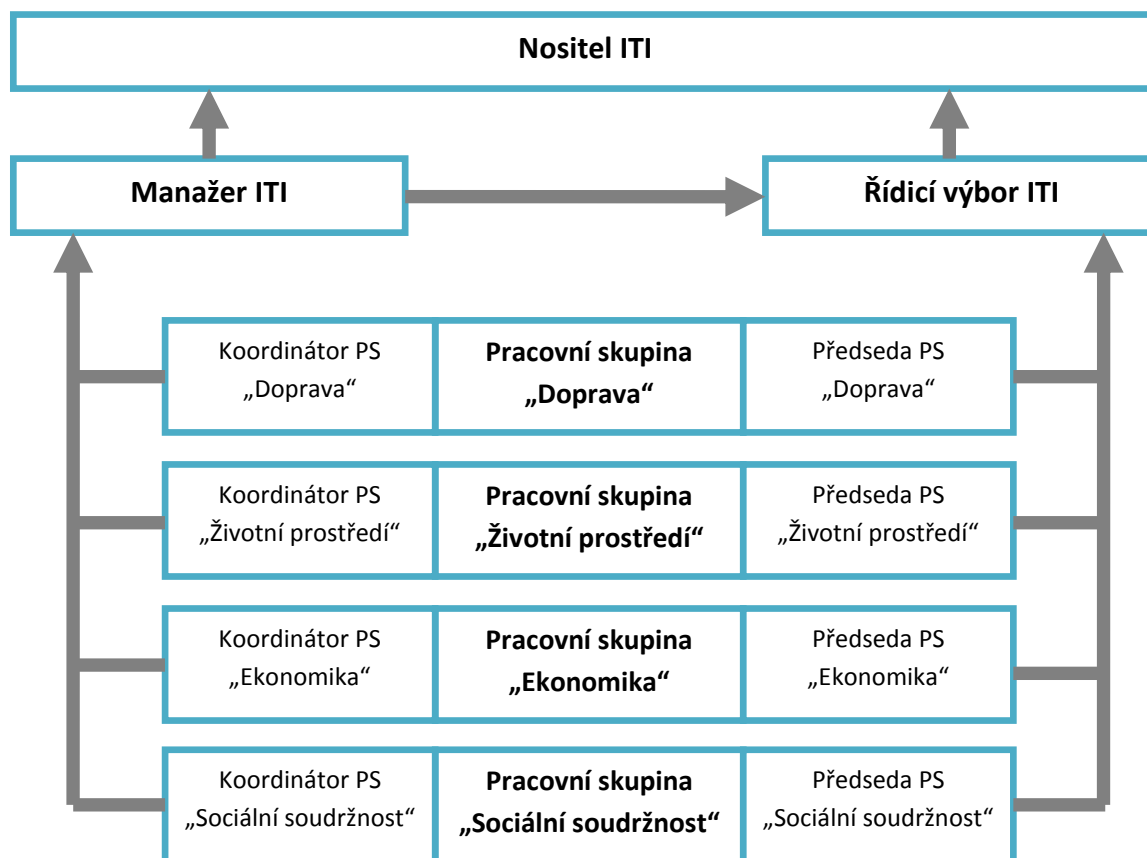 Nositel ITI
Manažer ITI
Řídicí výbor ITI
Koordinátor PS
„Doprava“
Pracovní skupina
„Doprava“
Předseda PS
„Doprava“
Koordinátor PS
„Životní prostředí“
Pracovní skupina
„Životní prostředí“
Předseda PS
„Životní prostředí“
Koordinátor PS
„Ekonomika“
Pracovní skupina
„Ekonomika“
Předseda PS
„Ekonomika“
Koordinátor PS
„Sociální soudržnost“
Pracovní skupina
„Sociální soudržnost“
Předseda PS
„Sociální soudržnost“